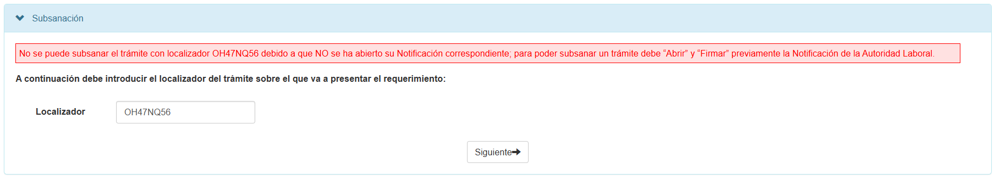 Subsanación
No se puede subsanar el trámite con localizador OH47NQ56 debido a que NO se ha abierto su Notificación correspondiente; para poder subsanar un trámite debe “Abrir” y “Firmar” previamente la Notificación de la Autoridad Laboral.
A continuación debe introducir el localizador del trámite sobre el que va a presentar el requerimiento:
Localizador OH47NQ56
Siguiente